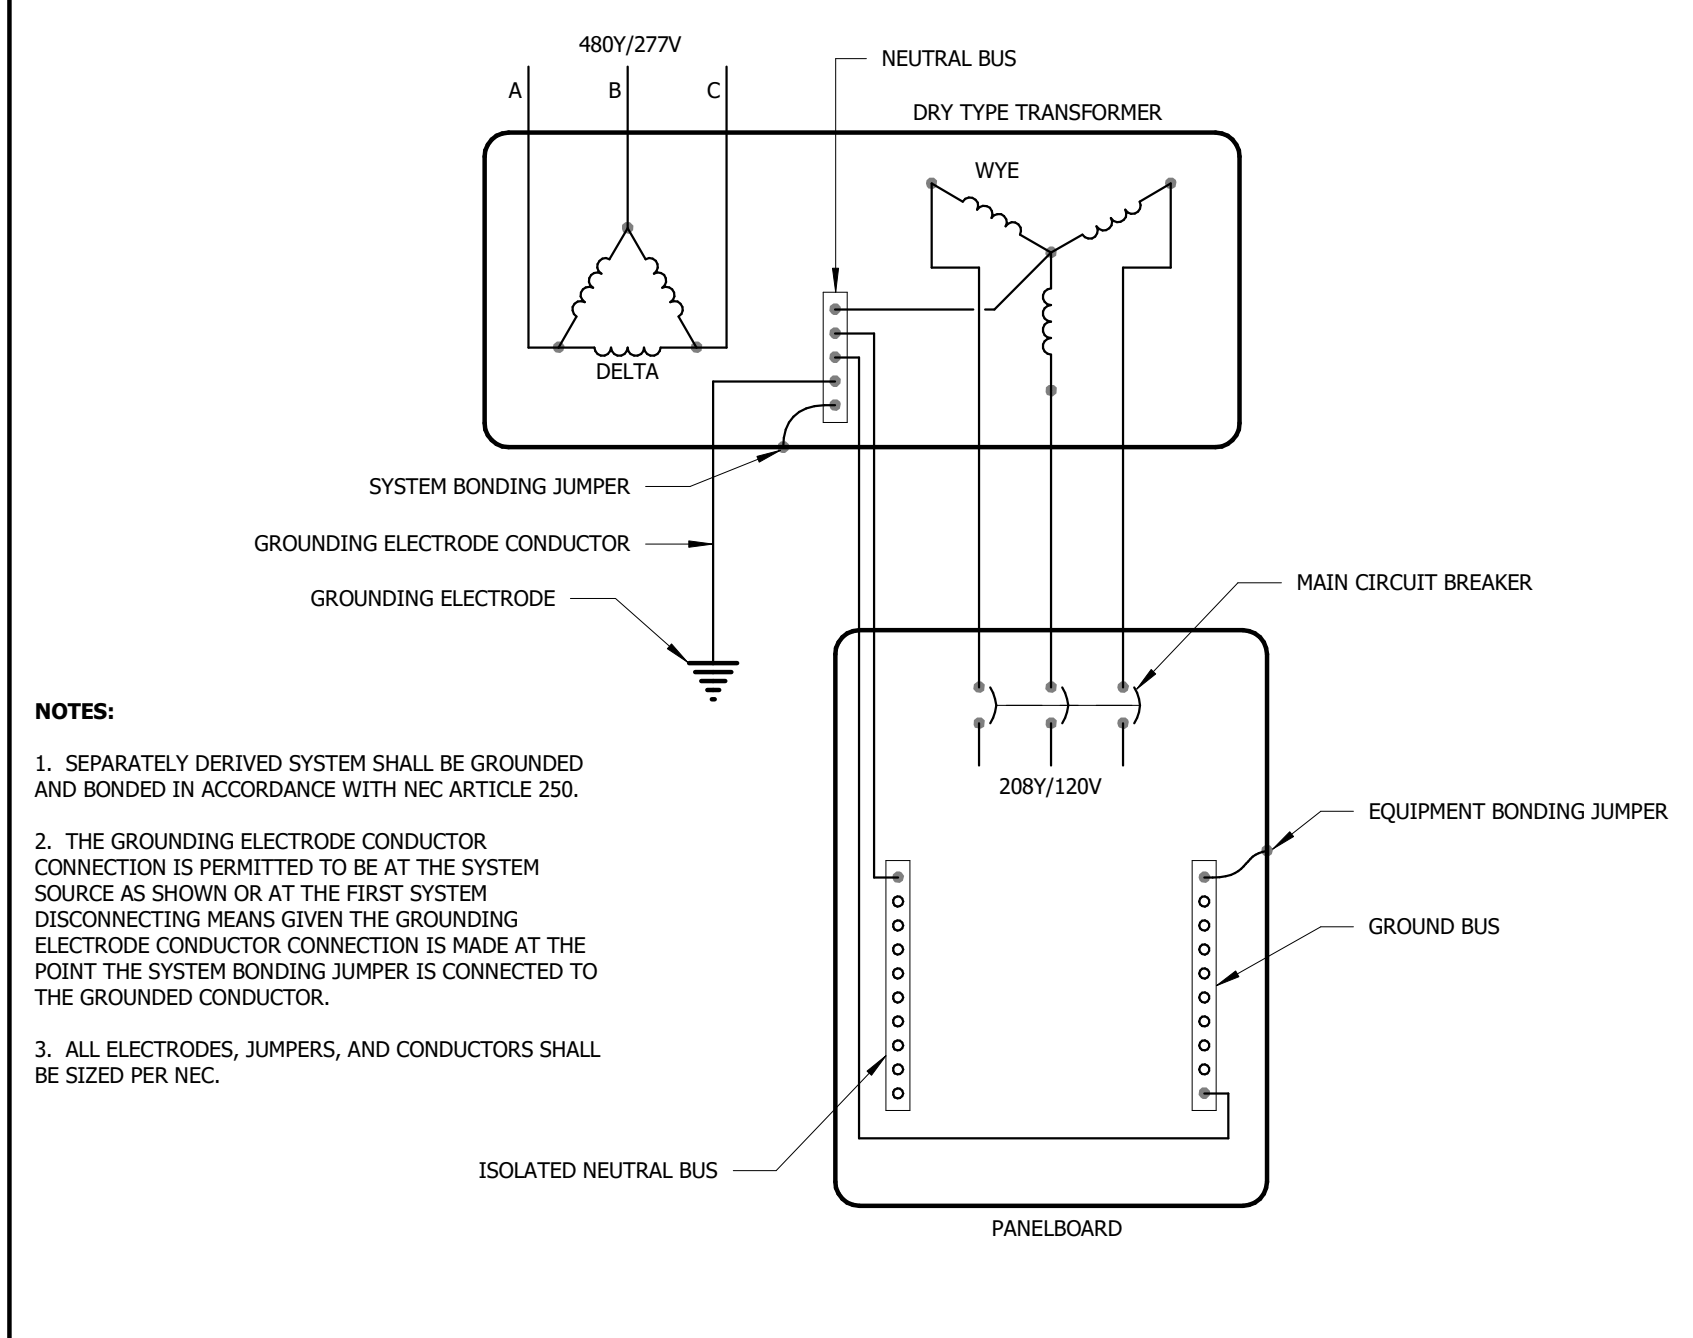 480Y/277V
NEUTRAL BUS
A
B
C
DRY TYPE TRANSFORMER
WYE
DELTA
SYSTEM BONDING JUMPER
GROUNDING ELECTRODE CONDUCTOR
GROUNDING ELECTRODE
MAIN CIRCUIT BREAKER
NOTES:
1. SEPARATELY DERIVED SYSTEM SHALL BE GROUNDED
AND BONDED IN ACCORDANCE WITH NEC ARTICLE 250.
2. THE GROUNDING ELECTRODE CONDUCTOR
CONNECTION IS PERMITTED TO BE AT THE SYSTEM
SOURCE AS SHOWN OR AT THE FIRST SYSTEM
DISCONNECTING MEANS GIVEN THE GROUNDING
ELECTRODE CONDUCTOR CONNECTION IS MADE AT THE
POINT THE SYSTEM BONDING JUMPER IS CONNECTED TO
THE GROUNDED CONDUCTOR.
3. ALL ELECTRODES, JUMPERS, AND CONDUCTORS SHALL
BE SIZED PER NEC.
208Y/120V
EQUIPMENT BONDING JUMPER
GROUND BUS
ISOLATED NEUTRAL BUS
PANELBOARD